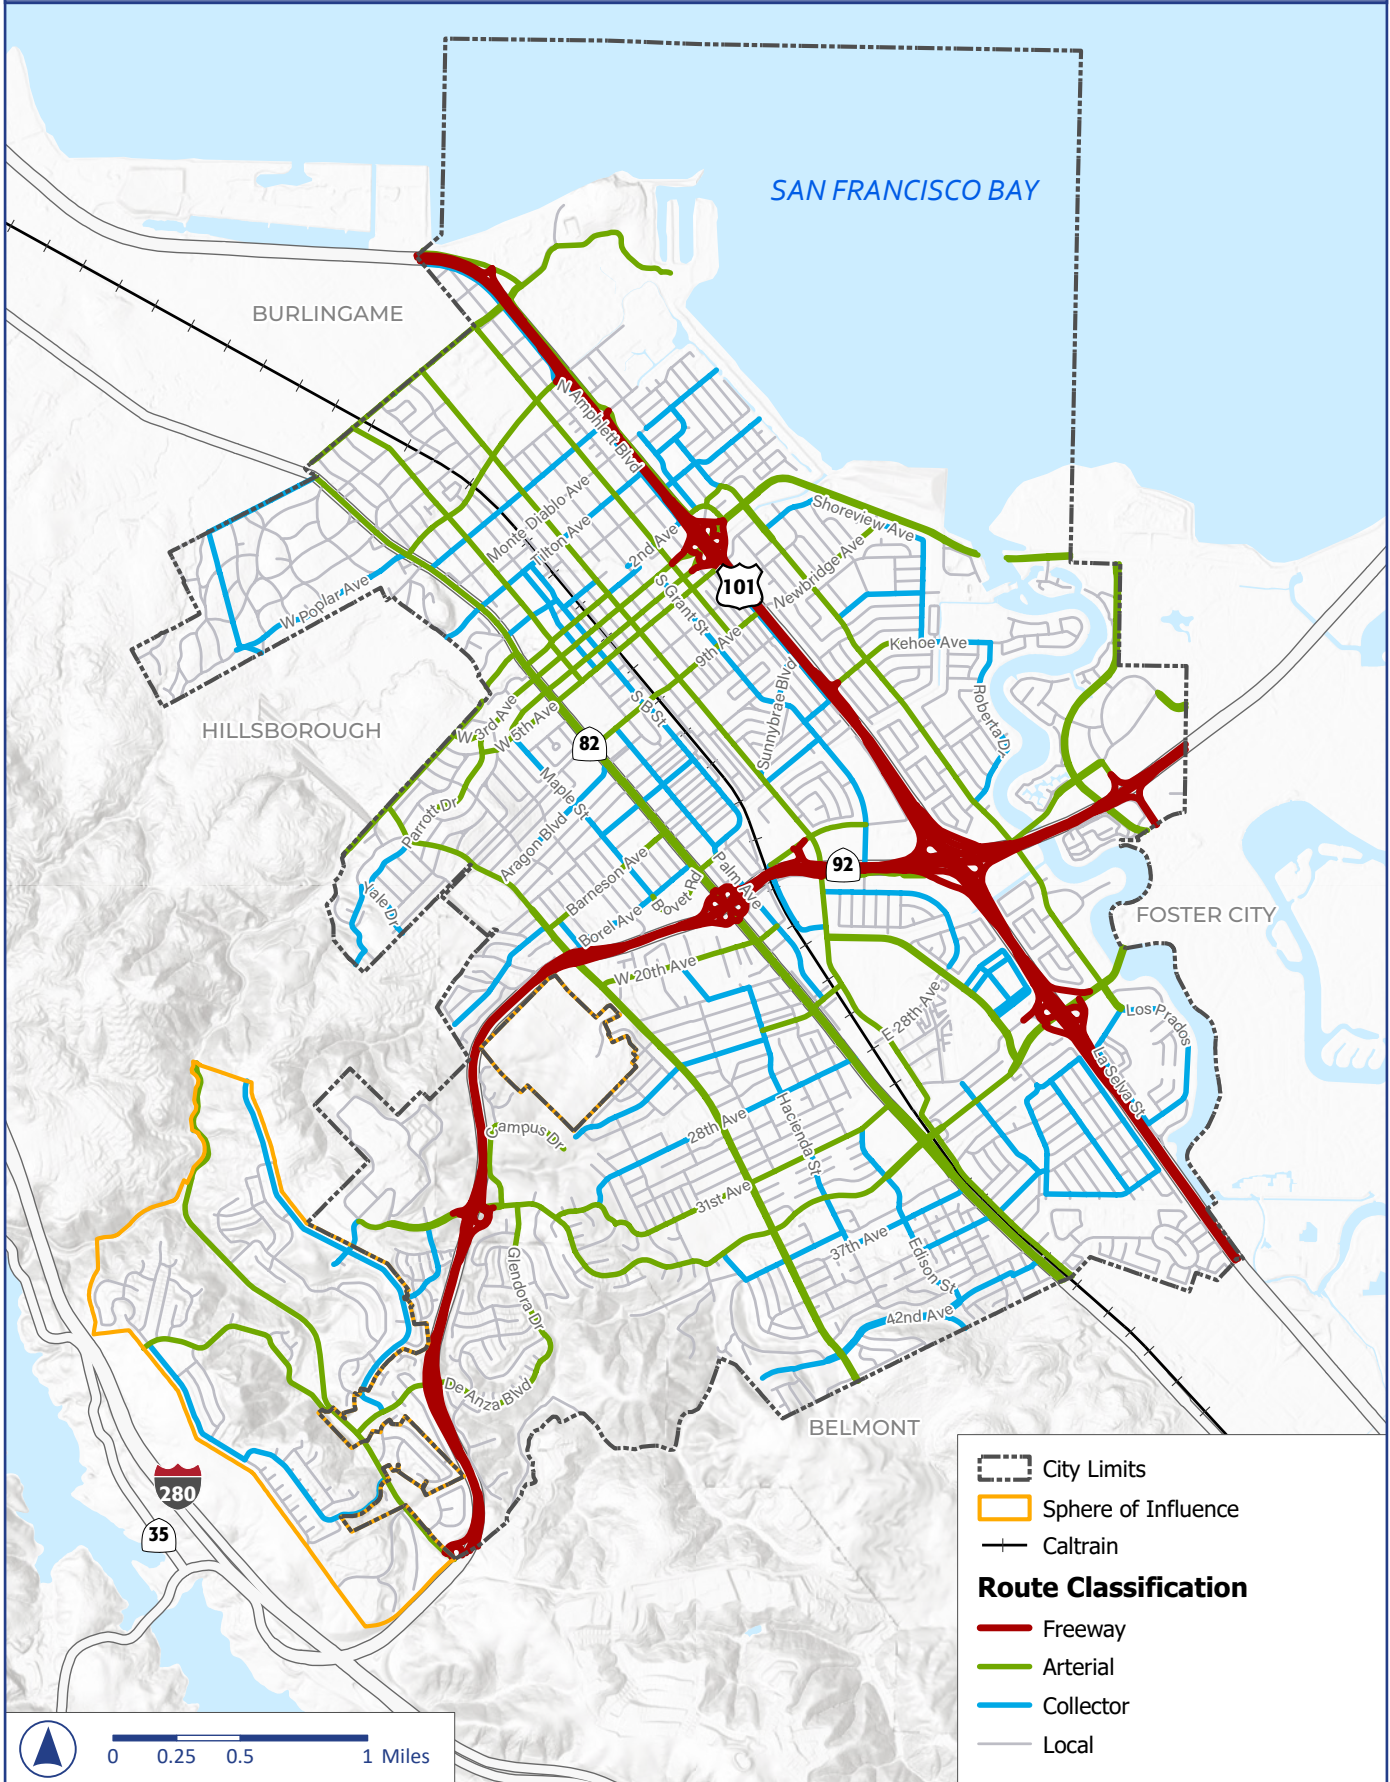 SAN FRANCISCO BAY
BURLINGAME
N Amphlett Blvd
Monte Diablo Ave
Tilton Ave
2nd Ave
Shoreview Ave
Newbridge Ave
101
S Grant St
W Poplar Ave
9th Ave
Kehoe Ave
Sunnybrae Blvd
Roberta Dr
HILLSBOROUGH
W 3rd Ave
W 5th Ave
S B St
82
Maple St
Parrott Dr
Aragon Blvd
Barneson Ave
Bovet Rd
Palm Ave
92
Yale Dr
Borel Ave
FOSTER CITY
W 20th Ave
E 28th Ave
Los Prados
La Selva St
Campus Dr
28th Ave
Hacienda St
31st Ave
37th Ave
Edison St
Glendora Dr
42nd Ave
De Anza Blvd
BELMONT
280
35
City Limits
Sphere of Influence
Caltrain
Route Classification
Freeway
Arterial
Collector
Local
0 0.25 0.5 1 Miles